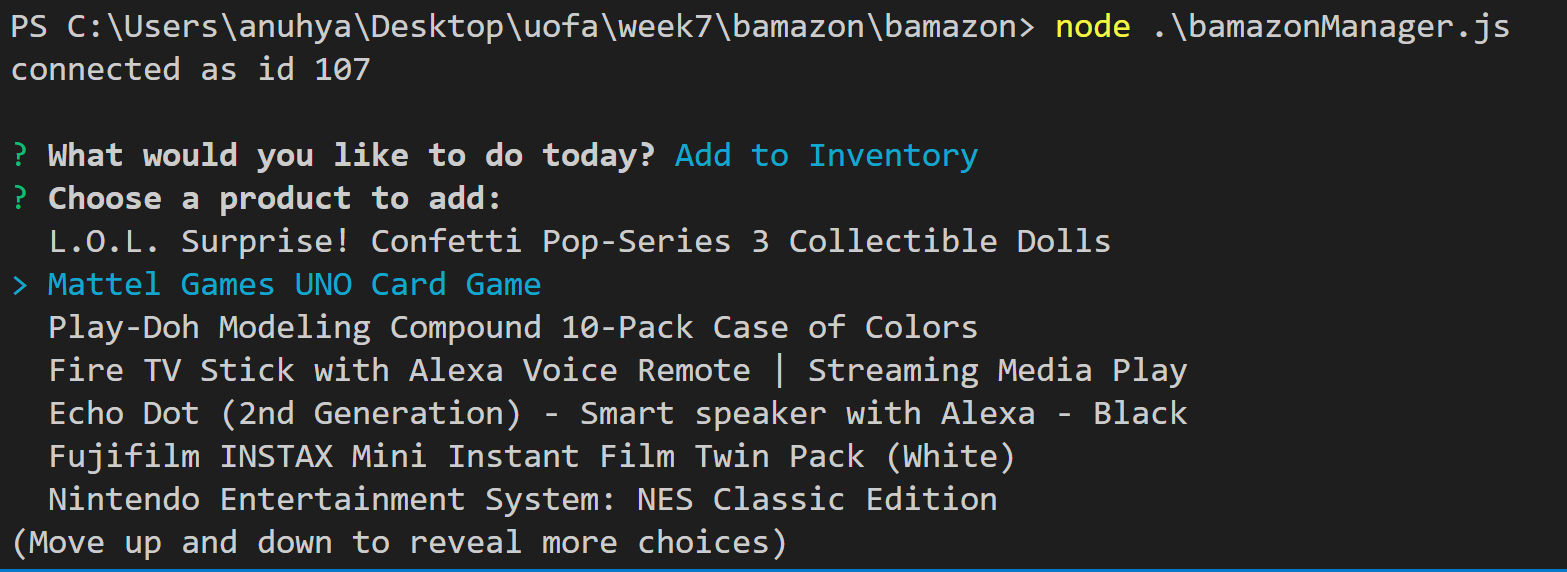 PS C:\Users\anuhya\Desktop\uofa\week7\bamazon\bamazon> node .\bamazonManager.js
connected as id 107
? What would you like to do today? Add to Inventory
? Choose a product to add:
L.O.L. Surprise! Confetti Pop-Series 3 Collectible Dolls
> Mattel Games UNO Card Game
Play-Doh Modeling Compound 10-Pack Case of Colors
Fire TV Stick with Alexa Voice Remote | Streaming Media Play
Echo Dot (2nd Generation) - Smart speaker with Alexa - Black
Fujifilm INSTAX Mini Instant Film Twin Pack (White)
Nintendo Entertainment System: NES Classic Edition
(Move up and down to reveal more choices)